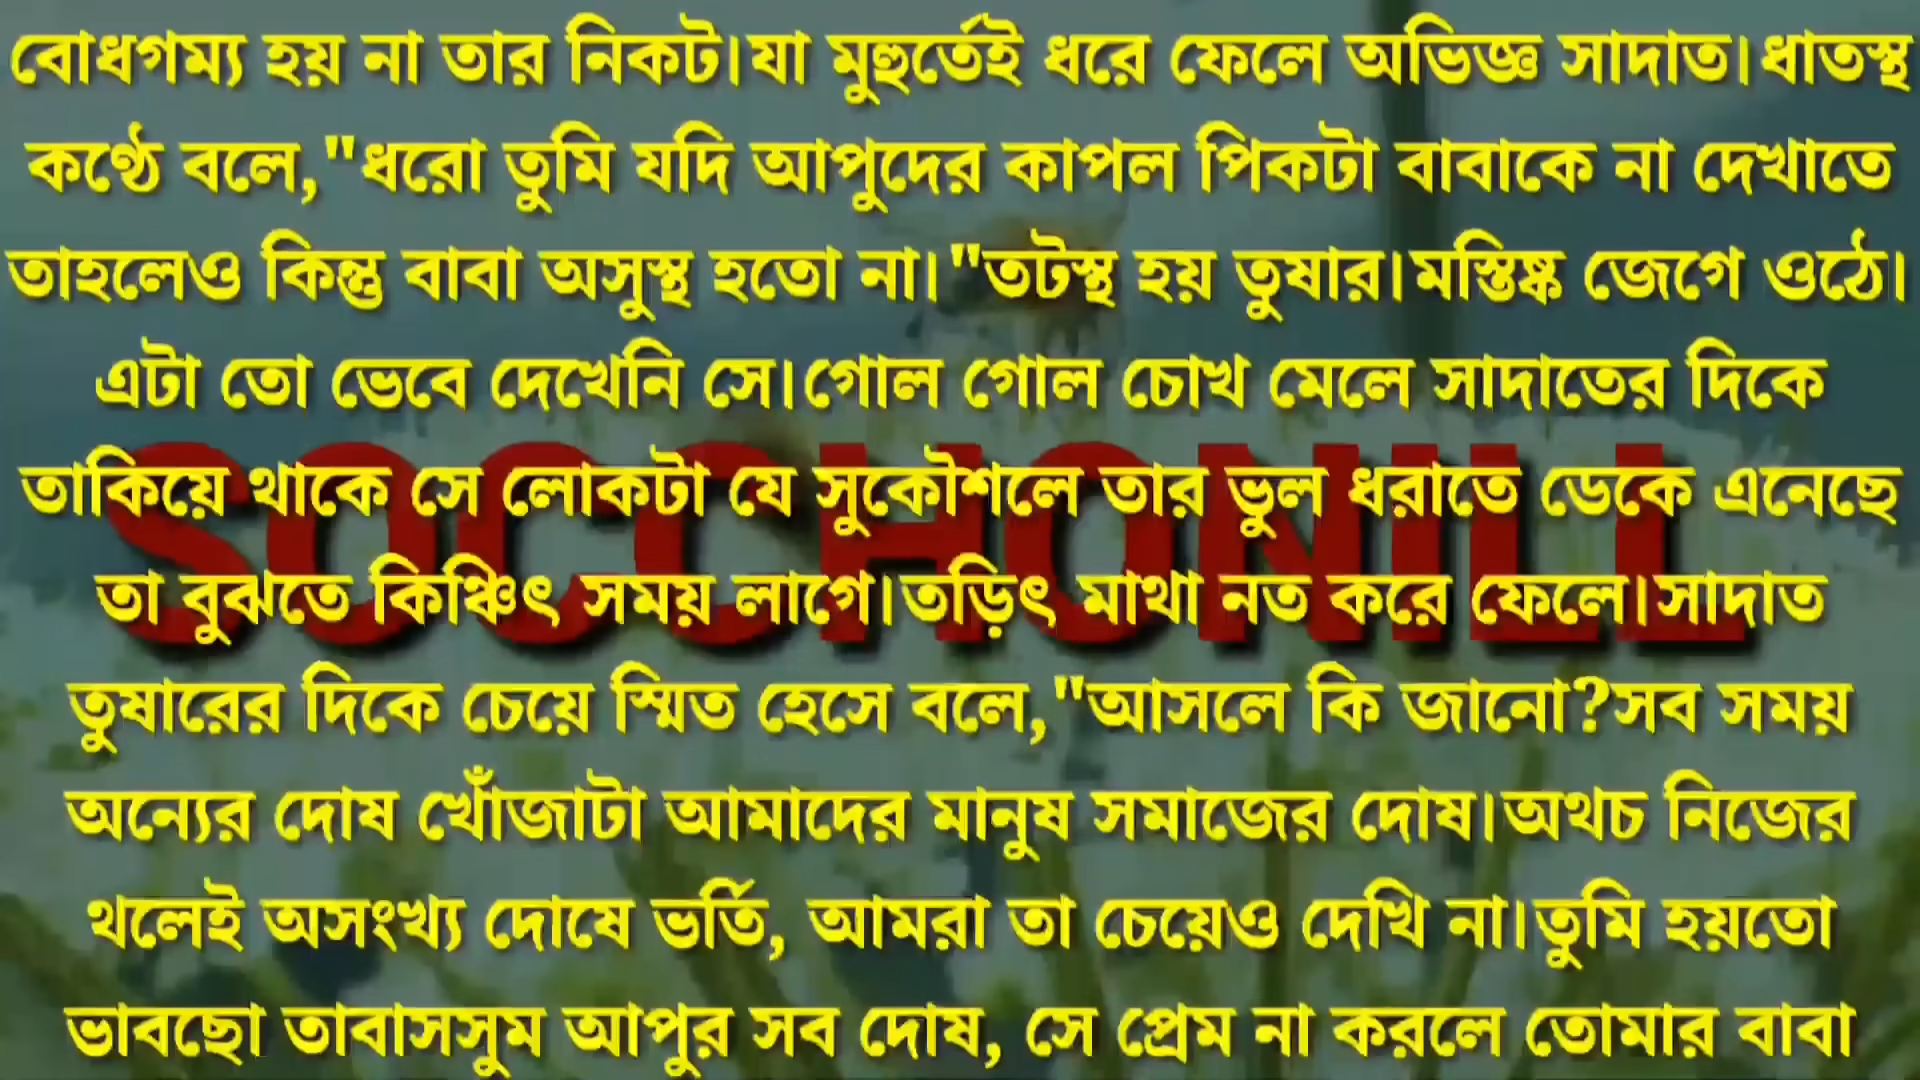 বোধগম্য হয় না তার নিকট।যা মুহুর্তেই ধরে ফেলে অভিজ্ঞ সাদাত।ধাতস্থ
কণ্ঠে বলে,"ধরো তুমি যদি আপুদের কাপল পিকটা বাবাকে না দেখাতে
তাহলেও কিন্তু বাবা অসুস্থ হতো না।"তটস্থ হয় তুষার।মস্তিষ্ক জেগে ওঠে।
এটা তো ভেবে দেখেনি সে।গোল গোল চোখ মেলে সাদাতের দিকে
তাকিয়ে থাকে সে লোকটা যে সুকৌশলে তার ভুল ধরাতে ডেকে এনেছে
SOCCHONILL
তা বুঝতে কিঞ্চিৎ সময় লাগে।তড়িৎ মাথা নত করে ফেলে।সাদাত
তুষারের দিকে চেয়ে স্মিত হেসে বলে,"আসলে কি জানো?সব সময়
অন্যের দোষ খোঁজাটা আমাদের মানুষ সমাজের দোষ।অথচ নিজের
থলেই অসংখ্য দোষে ভর্তি, আমরা তা চেয়েও দেখি না।তুমি হয়তো
ভাবছো তাবাসসুম আপুর সব দোষ, সে প্রেম না করলে তোমার বাবা